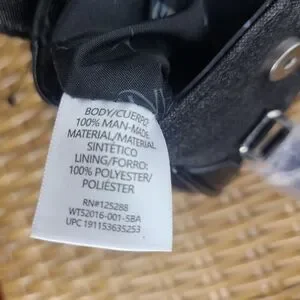 BODY/CUERPO
100% MAN-MADE
MATERIAL/MATERIAL
SINTÉTICO
LINING/FORRO:
100% POLYESTER/
POLIÉSTER
RN#125288
WT52016-001-SBA
UPC 191153635253